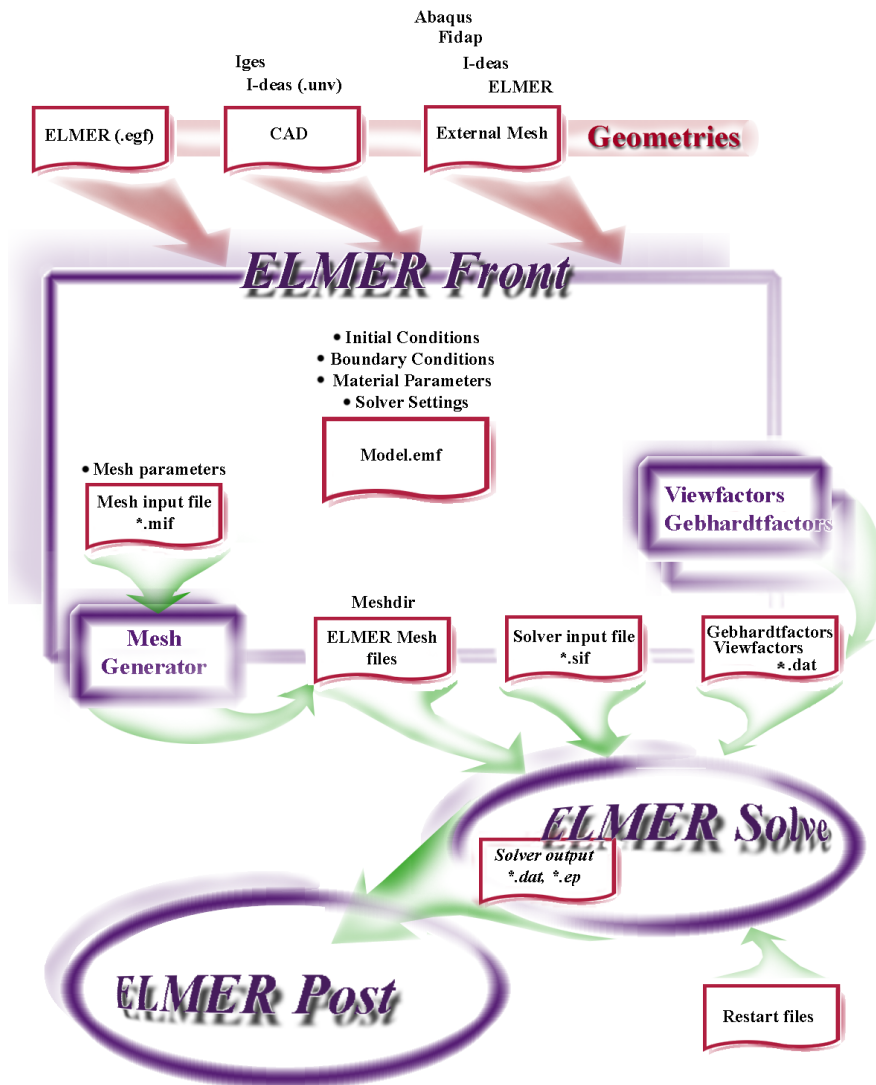 Abaqus
Fidap
Iges
I-deas
I-deas (.unv)
ELMER
ELMER (.egf)
CAD
External Mesh
Geometries
ELMER Front
• Initial Conditions
• Boundary Conditions
• Material Parameters
• Solver Settings
Model.emf
• Mesh parameters
Mesh input file
*.mif
Viewfactors
Gebhardtfactors
Mesh
Generator
Meshdir
ELMER Mesh
files
Solver input file
*.sif
Gebhardtfactors
Viewfactors
*.dat
ELMER Solve
Solver output
*.dat, *.ep
ELMER Post
Restart files